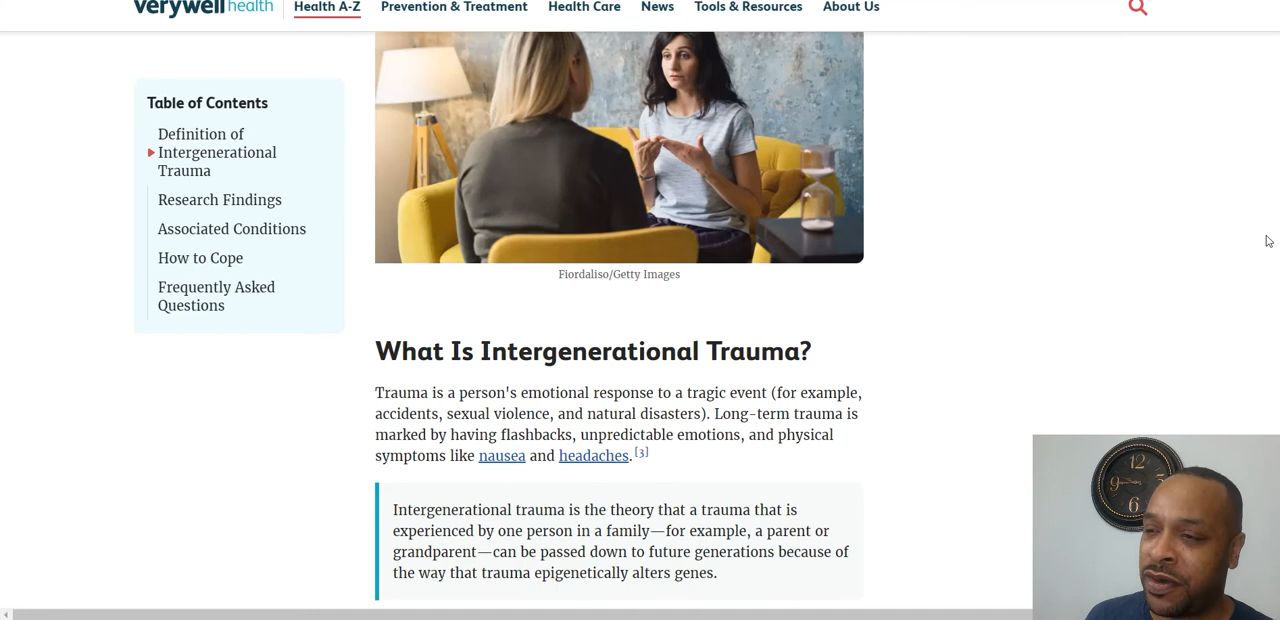 verywell health
Health A-Z
Prevention & Treatment
Health Care
News
Tools & Resources
About Us
Table of Contents
Definition of
Intergenerational
Trauma
Research Findings
Associated Conditions
How to Cope
Frequently Asked
Questions
Fiordaliso/Getty Images
What Is Intergenerational Trauma?
Trauma is a person's emotional response to a tragic event (for example,
accidents, sexual violence, and natural disasters). Long-term trauma is
marked by having flashbacks, unpredictable emotions, and physical
symptoms like nausea and headaches.[3]
Intergenerational trauma is the theory that a trauma that is
experienced by one person in a family—for example, a parent or
grandparent—can be passed down to future generations because of
the way that trauma epigenetically alters genes.
12
9
3
6